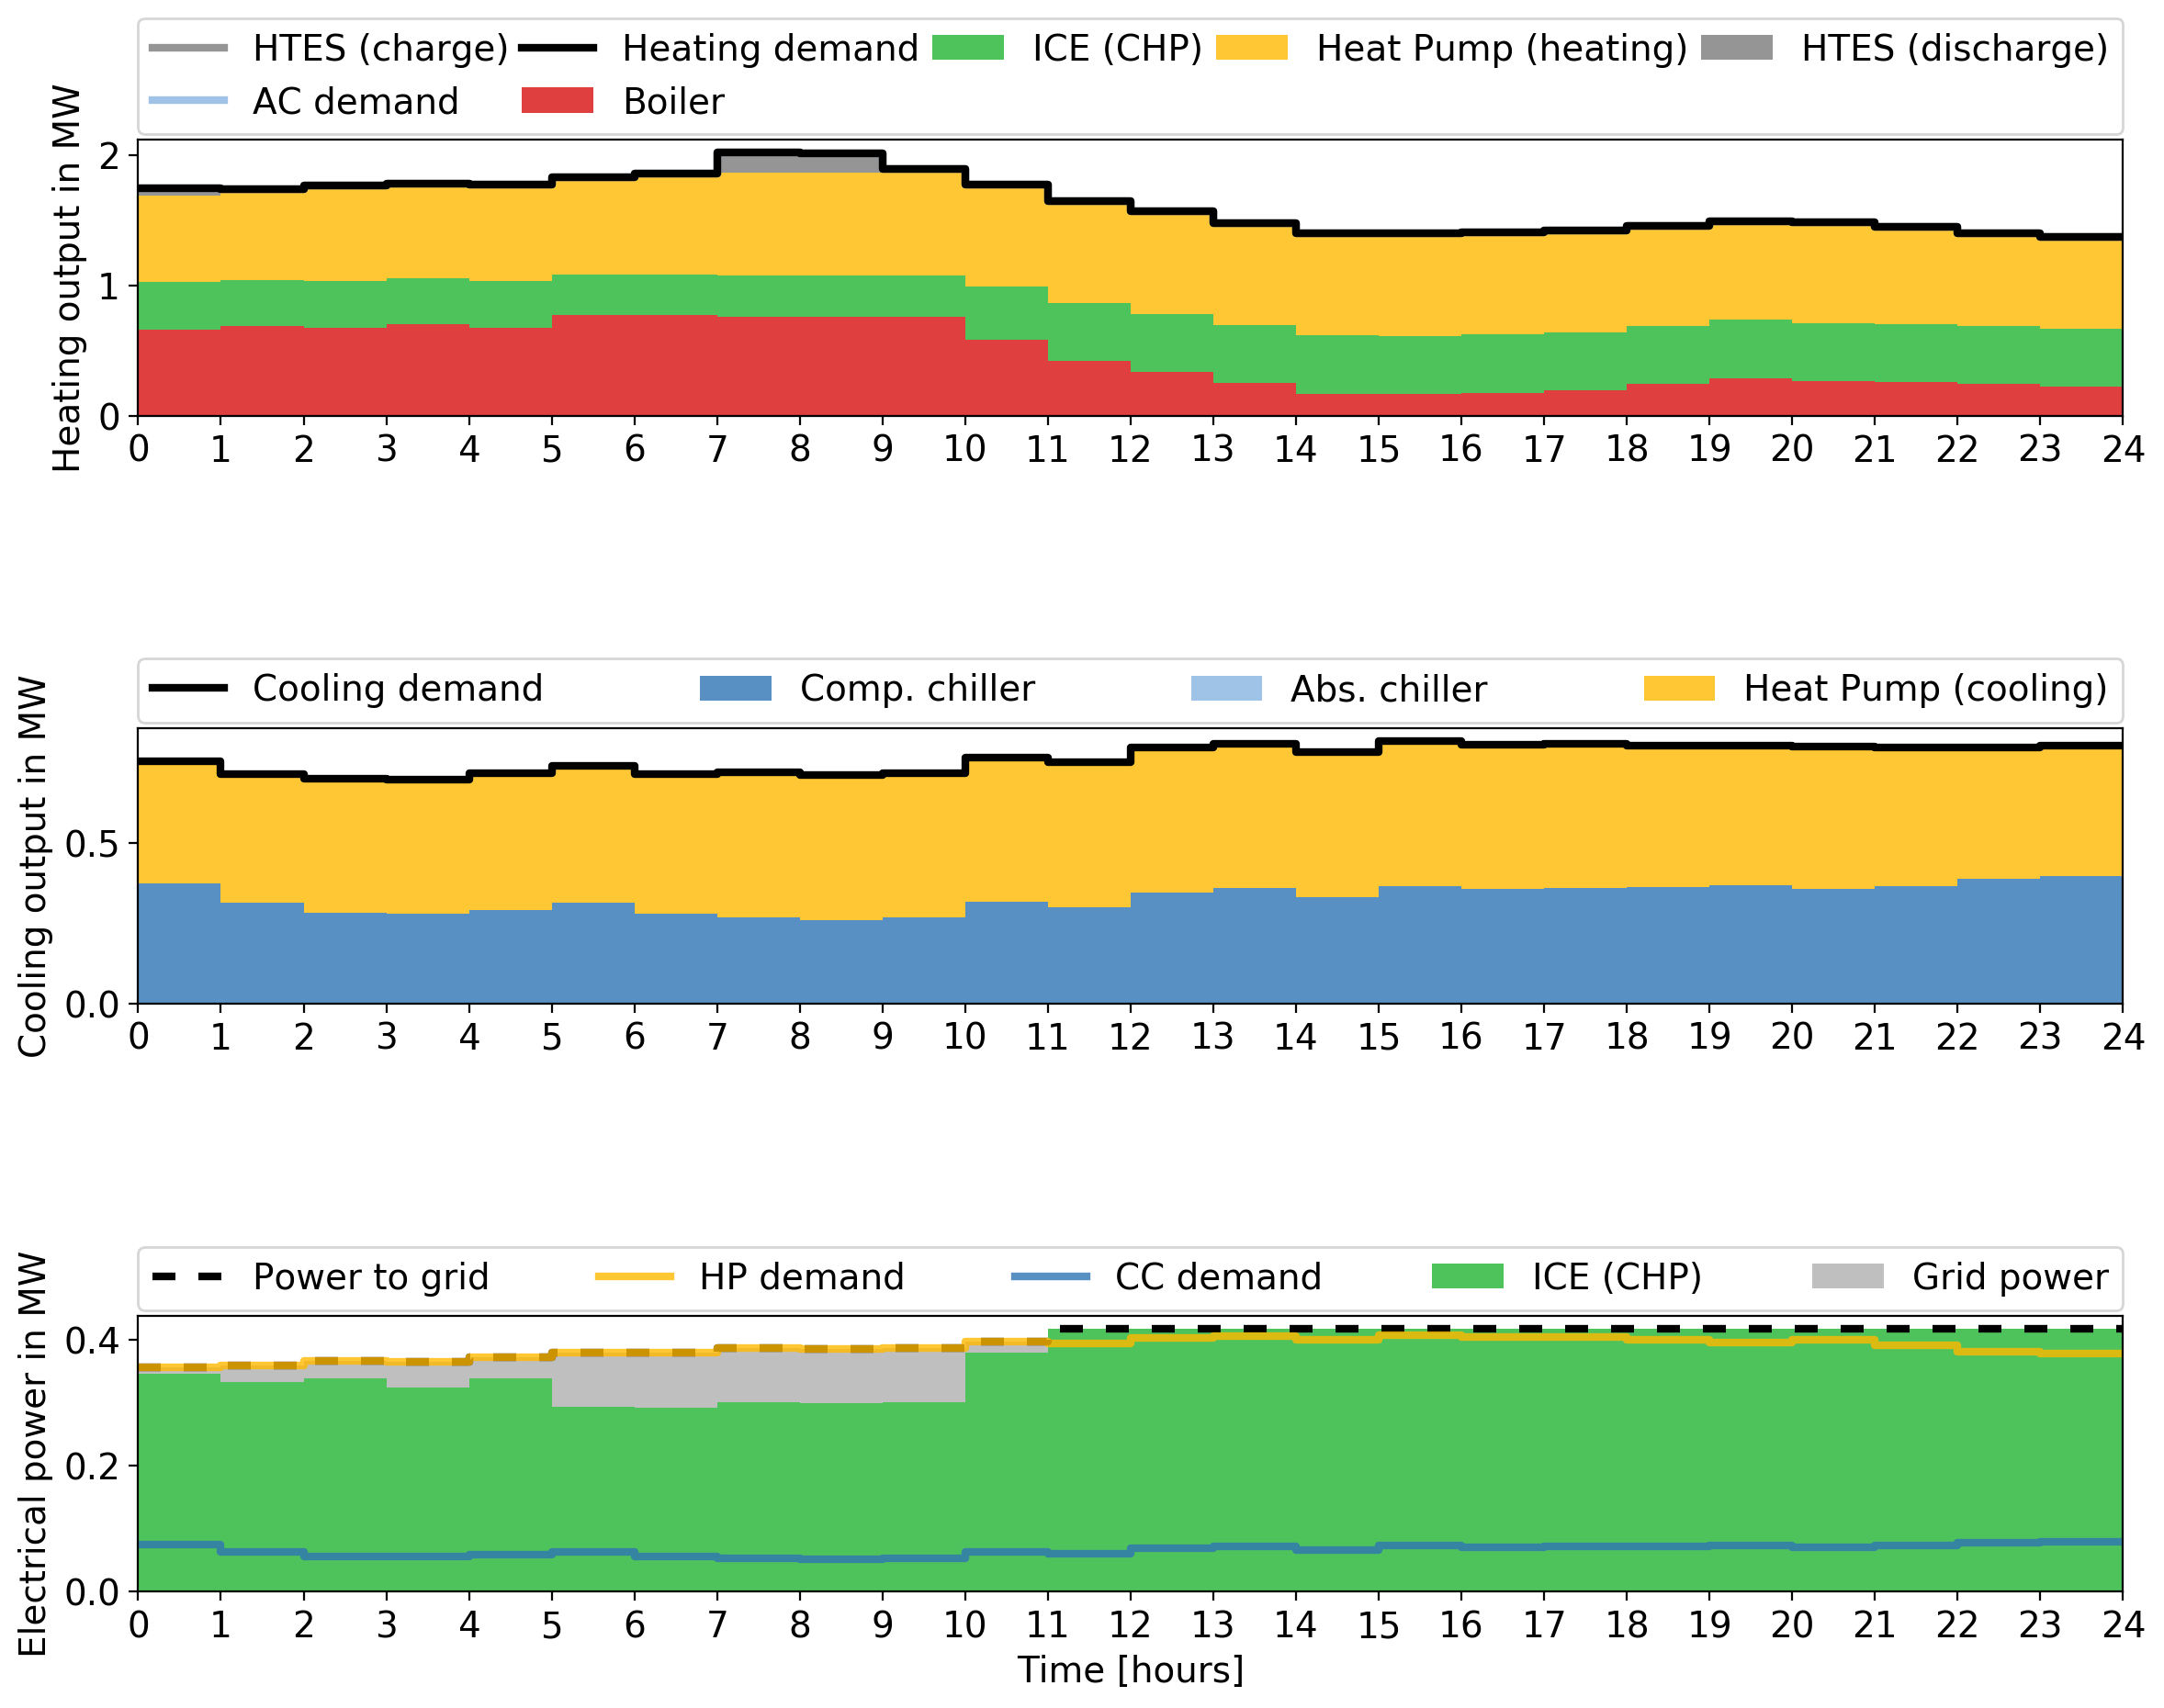 HTES (charge) Heating demand ICE (CHP) Heat Pump (heating) HTES (discharge)
AC demand Boiler
Heating output in MW
2
1
0
0 1 2 3 4 5 6 7 8 9 10 11 12 13 14 15 16 17 18 19 20 21 22 23 24
Cooling demand Comp. chiller Abs. chiller Heat Pump (cooling)
Cooling output in MW
0.5
0.0
0 1 2 3 4 5 6 7 8 9 10 11 12 13 14 15 16 17 18 19 20 21 22 23 24
Power to grid HP demand CC demand ICE (CHP) Grid power
Electrical power in MW
0.4
0.2
0.0
0 1 2 3 4 5 6 7 8 9 10 11 12 13 14 15 16 17 18 19 20 21 22 23 24
Time [hours]